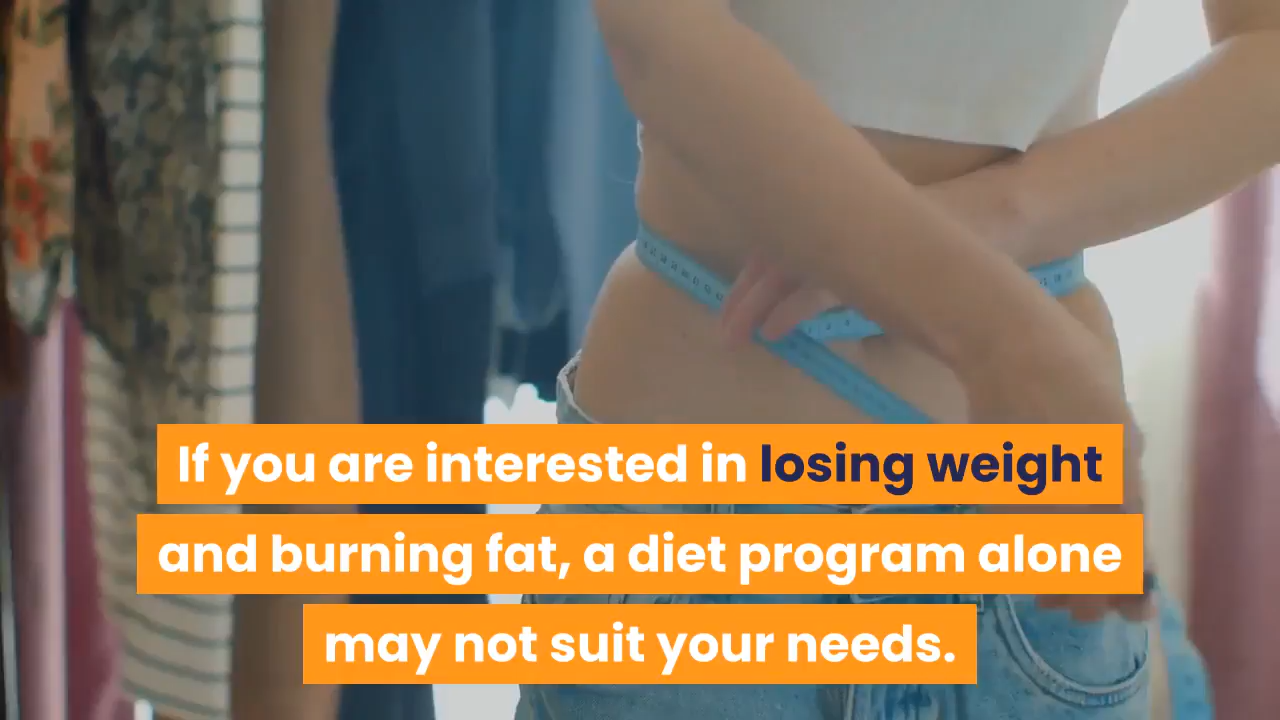 If you are interested in losing weight
and burning fat, a diet program alone
may not suit your needs.